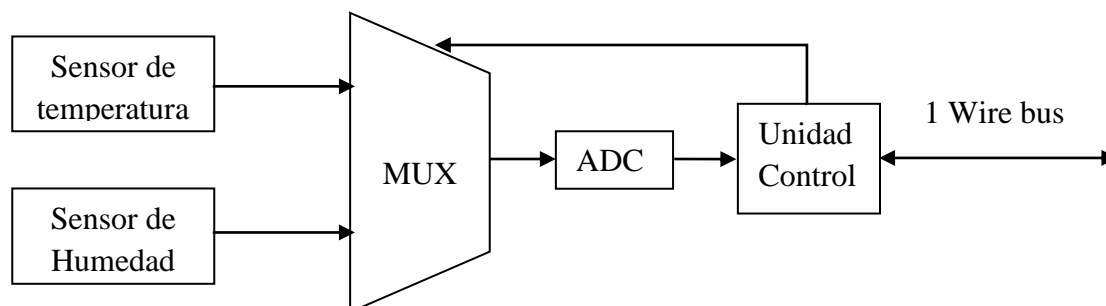 Sensor de
temperatura
Sensor de
Humedad
MUX
ADC
Unidad
Control
1 Wire bus